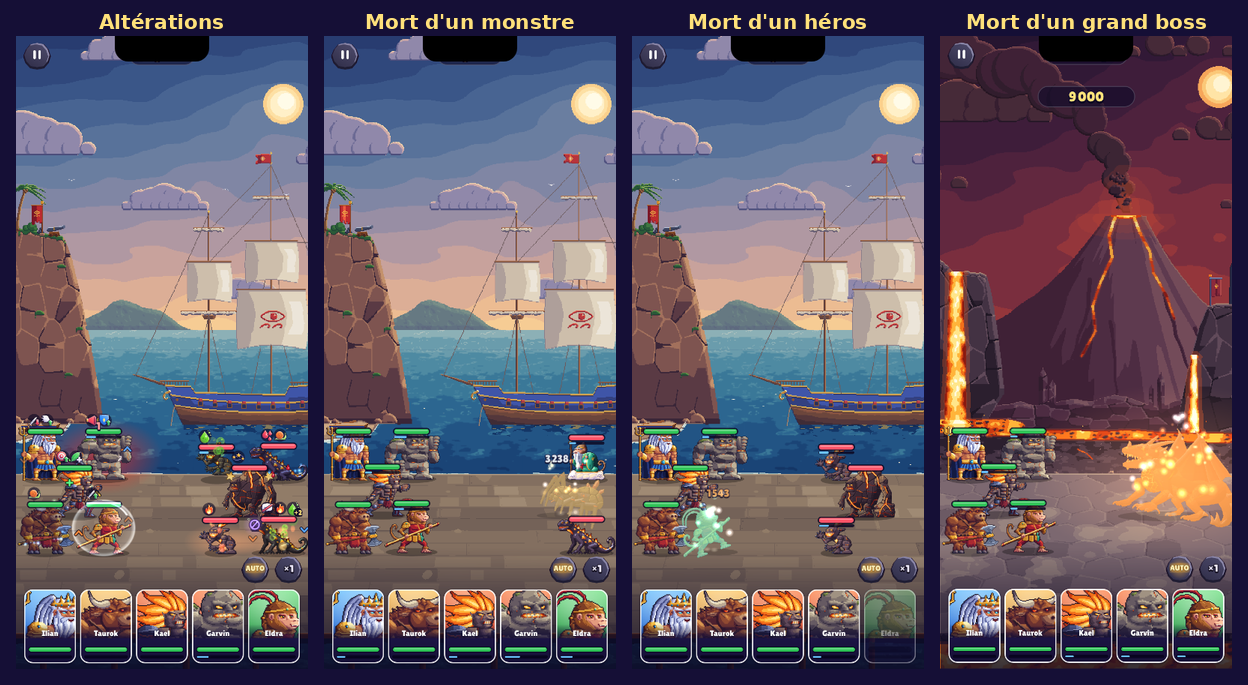 Altérations
Mort d'un monstre
Mort d'un héros
Mort d'un grand boss
9000
3238
1543
AUTO
×1
AUTO
×1
AUTO
×1
AUTO
×1
Ilian
Taurok
Kael
Garvin
Eldra
Ilian
Taurok
Kael
Garvin
Eldra
Ilian
Taurok
Kael
Garvin
Eldra
Ilian
Taurok
Kael
Garvin
Eldra